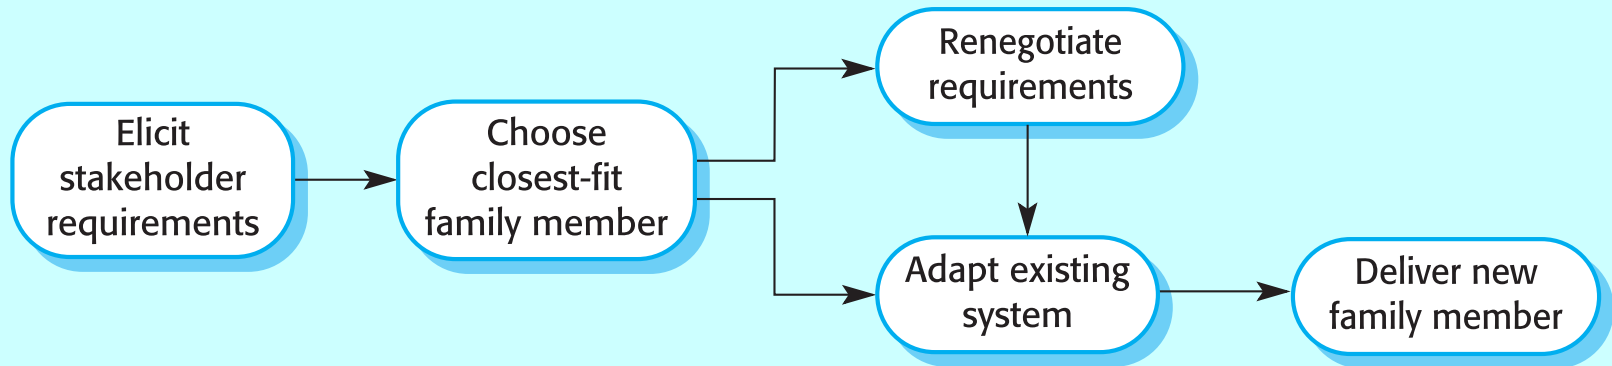 Elicit
stakeholder
requirements
Choose
closest-fit
family member
Renegotiate
requirements
Adapt existing
system
Deliver new
family member